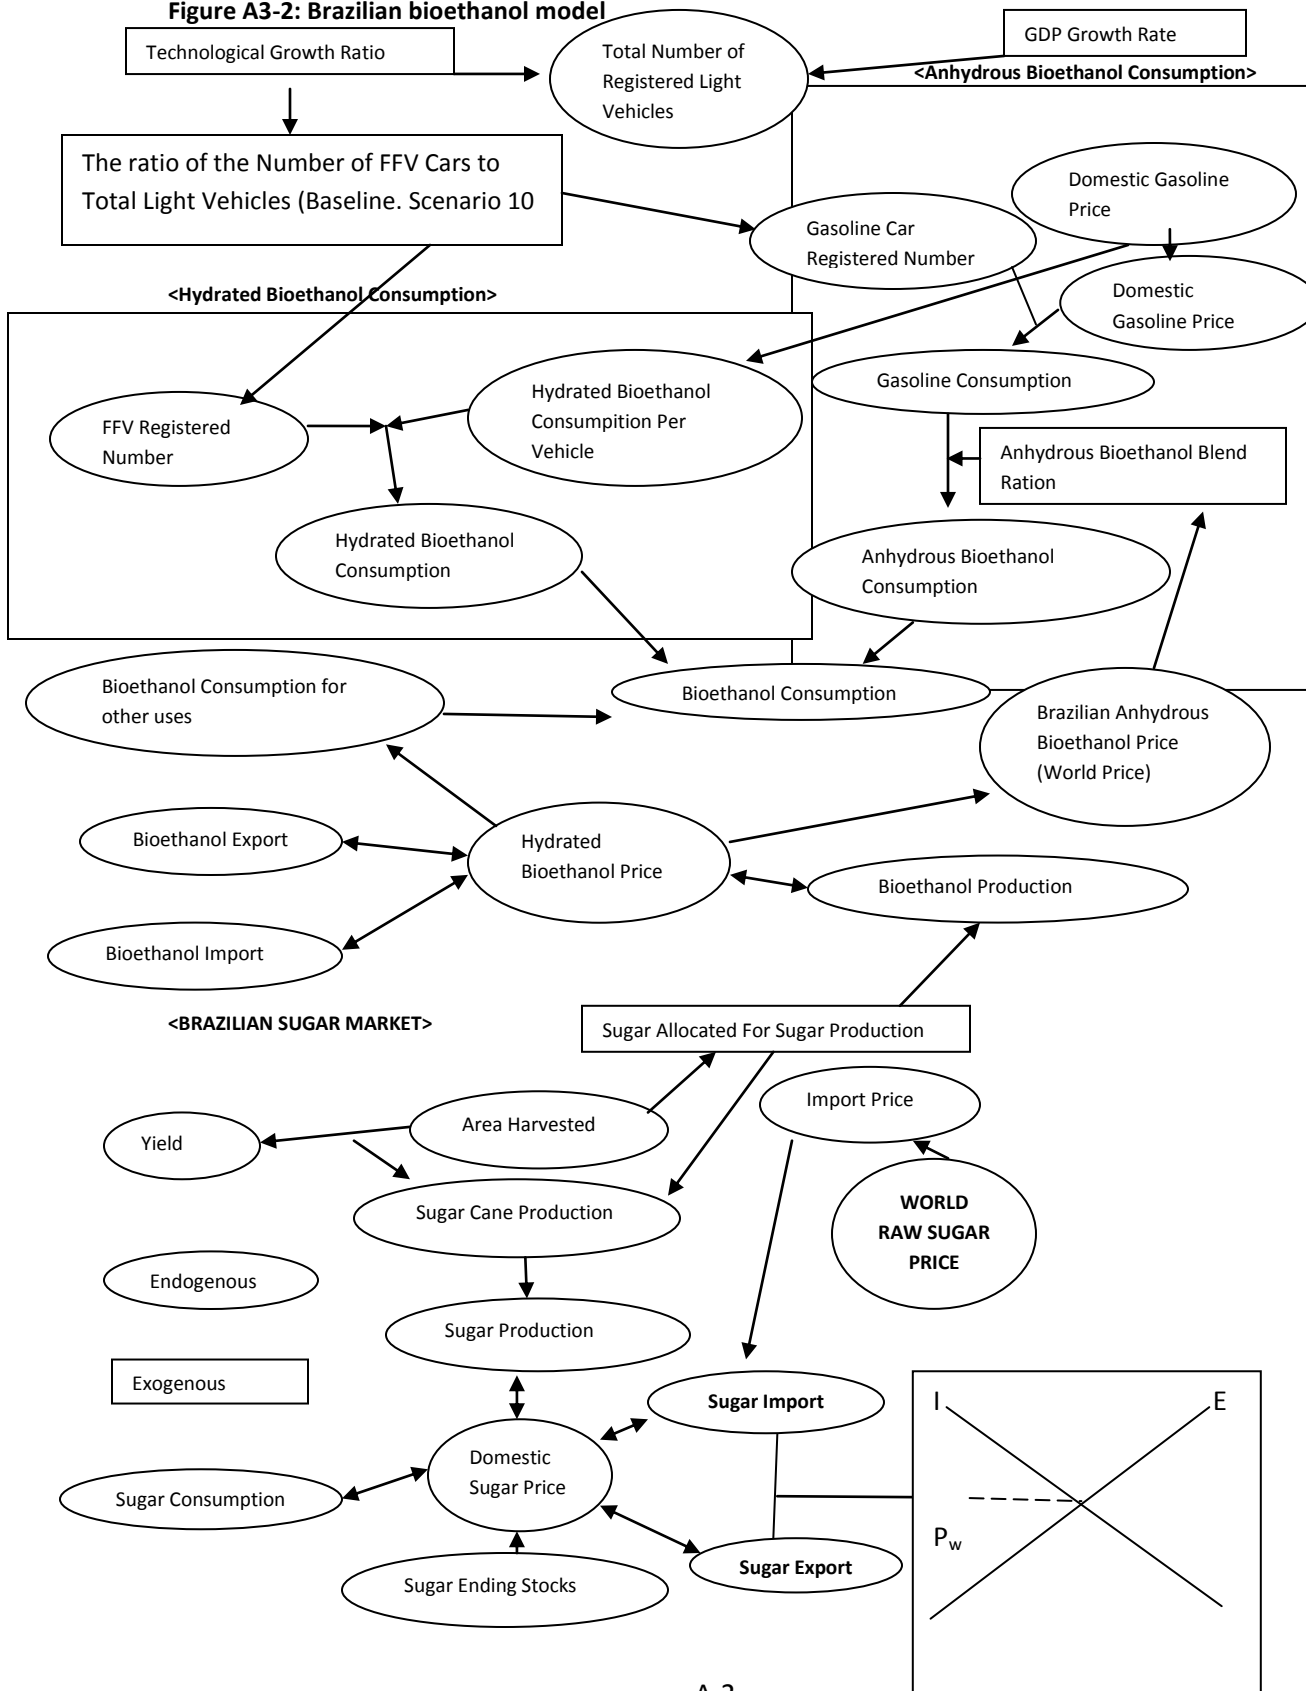 Figure A3-2: Brazilian bioethanol model
Technological Growth Ratio
Total Number of
Registered Light
Vehicles
GDP Growth Rate
<Anhydrous Bioethanol Consumption>
The ratio of the Number of FFV Cars to
Total Light Vehicles (Baseline. Scenario 10
Domestic Gasoline
Price
Gasoline Car
Registered Number
<Hydrated Bioethanol Consumption>
Domestic
Gasoline Price
Gasoline Consumption
Hydrated Bioethanol
Consumpition Per
Vehicle
FFV Registered
Number
Anhydrous Bioethanol Blend
Ration
Hydrated Bioethanol
Consumption
Anhydrous Bioethanol
Consumption
Bioethanol Consumption for
other uses
Bioethanol Consumption
Brazilian Anhydrous
Bioethanol Price
(World Price)
Bioethanol Export
Hydrated
Bioethanol Price
Bioethanol Production
Bioethanol Import
<BRAZILIAN SUGAR MARKET>
Sugar Allocated For Sugar Production
Import Price
Area Harvested
Yield
WORLD
RAW SUGAR
PRICE
Sugar Cane Production
Endogenous
Sugar Production
Exogenous
Sugar Import
I
E
Domestic
Sugar Price
Sugar Consumption
Pw
Sugar Export
Sugar Ending Stocks